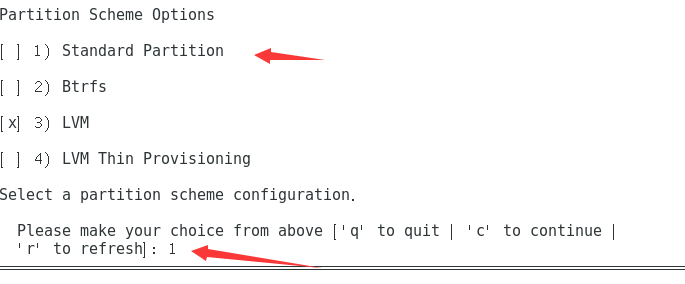 Partition Scheme Options
[ ] 1) Standard Partition
[ ] 2) Btrfs
[x] 3) LVM
[ ] 4) LVM Thin Provisioning
Select a partition scheme configuration.
Please make your choice from above ['q' to quit | 'c' to continue |
'r' to refresh]: 1